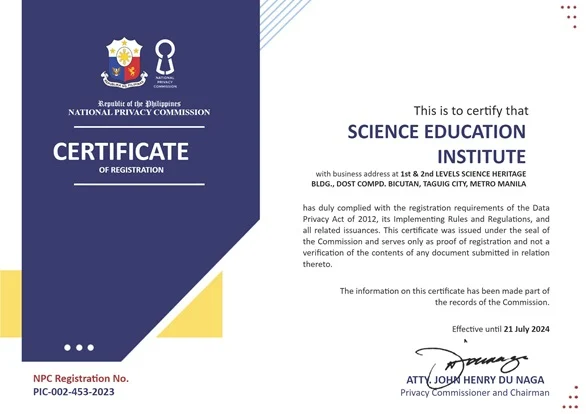 NATIONAL
PRIVACY
COMMISSION
Republic of the Philippines
NATIONAL PRIVACY COMMISSION
CERTIFICATE
OF REGISTRATION
NPC Registration No.
PIC-002-453-2023
This is to certify that
SCIENCE EDUCATION
INSTITUTE
with business address at 1st & 2nd LEVELS SCIENCE HERITAGE
BLDG., DOST COMPD. BICUTAN, TAGUIG CITY, METRO MANILA
has duly complied with the registration requirements of the Data
Privacy Act of 2012, its Implementing Rules and Regulations, and
all related issuances. This certificate was issued under the seal of
the Commission and serves only as proof of registration and not a
verification of the contents of any document submitted in relation
thereto.
The information on this certificate has been made part of
the records of the Commission.
Effective until 21 July 2024
ATTY. JOHN HENRY DU NAGA
Privacy Commissioner and Chairman